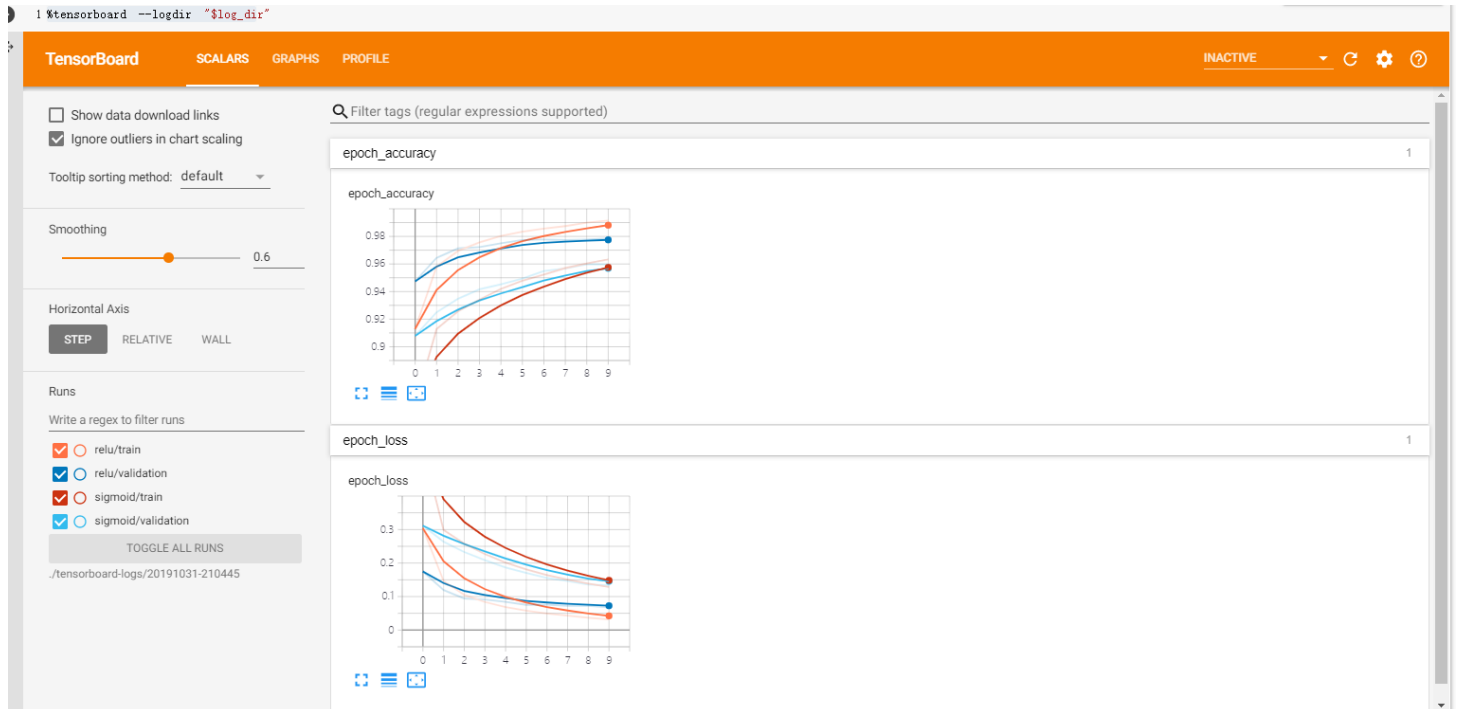 1 %tensorboard --logdir "$log_dir"
TensorBoard SCALARS GRAPHS PROFILE INACTIVE
Show data download links
Ignore outliers in chart scaling
Tooltip sorting method: default
Smoothing
0.6
Horizontal Axis
STEP RELATIVE WALL
Runs
Write a regex to filter runs
relu/train
relu/validation
sigmoid/train
sigmoid/validation
TOGGLE ALL RUNS
./tensorboard-logs/20191031-210445
Filter tags (regular expressions supported)
epoch_accuracy 1
epoch_accuracy
0.98
0.96
0.94
0.92
0.9
0 1 2 3 4 5 6 7 8 9
epoch_loss 1
epoch_loss
0.3
0.2
0.1
0
0 1 2 3 4 5 6 7 8 9